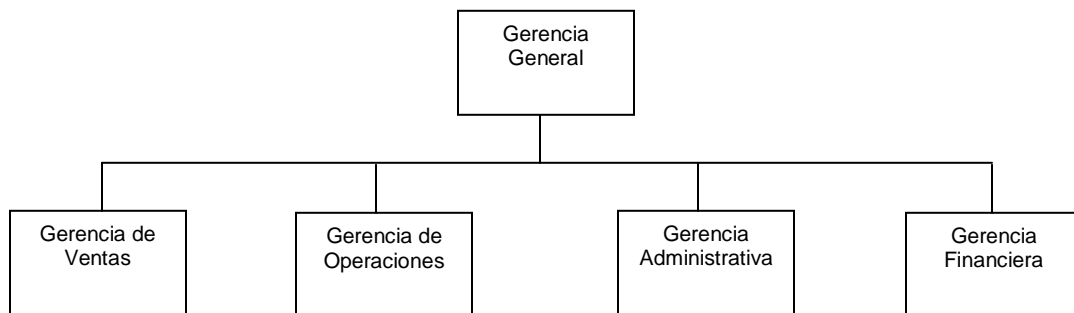 Gerencia
General
Gerencia de
Ventas
Gerencia de
Operaciones
Gerencia
Administrativa
Gerencia
Financiera